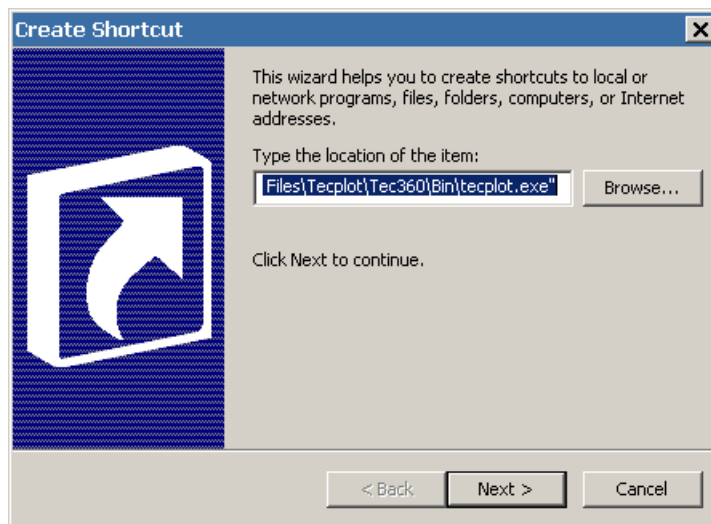 Create Shortcut
This wizard helps you to create shortcuts to local or
network programs, files, folders, computers, or Internet
addresses.
Type the location of the item:
Files\Tecplot\Tec360\Bin\tecplot.exe"
Browse...
Click Next to continue.
< Back
Next >
Cancel